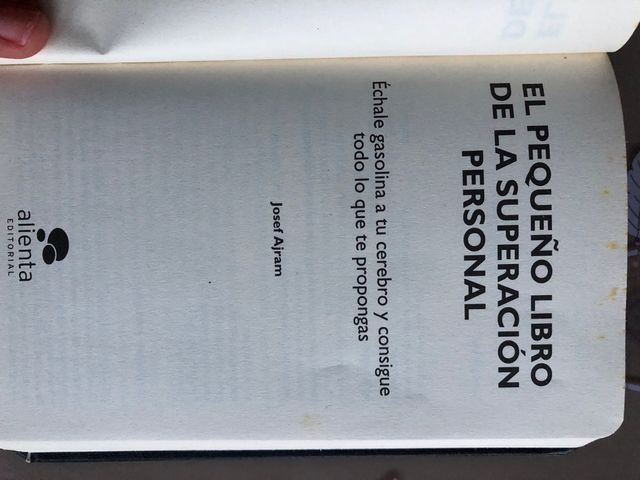 EL PEQUEÑO LIBRO
DE LA SUPERACIÓN
PERSONAL
Échale gasolina a tu cerebro y consigue
todo lo que te propongas
Josef Ajram
alienta
EDITORIAL